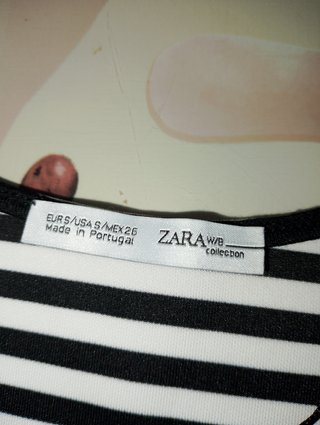 EUR S/USA S/MEX 26
Made in Portugal
ZARA W/B
collection